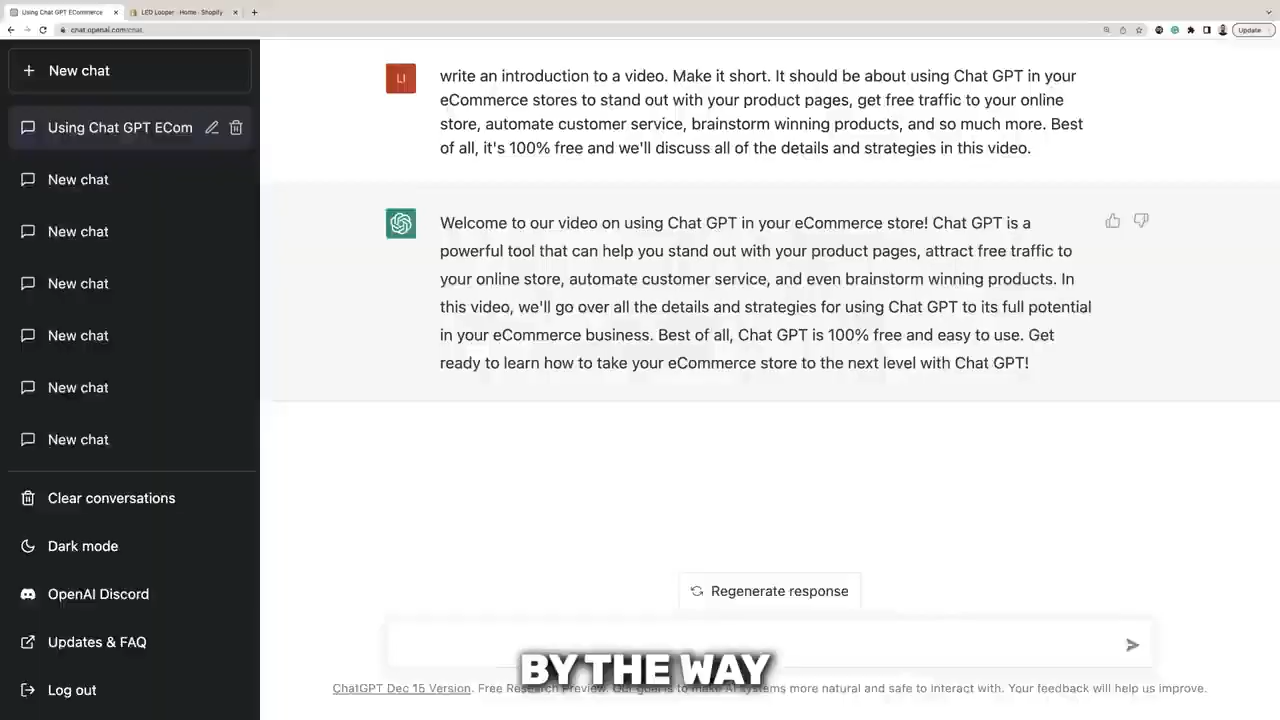 Using Chat GPT ECommerce
LED Looper · Home · Shopify
chat.openai.com/chat
Update
New chat
Using Chat GPT ECom
New chat
New chat
New chat
New chat
New chat
New chat
Clear conversations
Dark mode
OpenAI Discord
Updates & FAQ
Log out
LI
write an introduction to a video. Make it short. It should be about using Chat GPT in your
eCommerce stores to stand out with your product pages, get free traffic to your online
store, automate customer service, brainstorm winning products, and so much more. Best
of all, it's 100% free and we'll discuss all of the details and strategies in this video.
Welcome to our video on using Chat GPT in your eCommerce store! Chat GPT is a
powerful tool that can help you stand out with your product pages, attract free traffic to
your online store, automate customer service, and even brainstorm winning products. In
this video, we'll go over all the details and strategies for using Chat GPT to its full potential
in your eCommerce business. Best of all, Chat GPT is 100% free and easy to use. Get
ready to learn how to take your eCommerce store to the next level with Chat GPT!
Regenerate response
BY THE WAY
ChatGPT Dec 15 Version. Free Research Preview. Our goal is to make AI systems more natural and safe to interact with. Your feedback will help us improve.